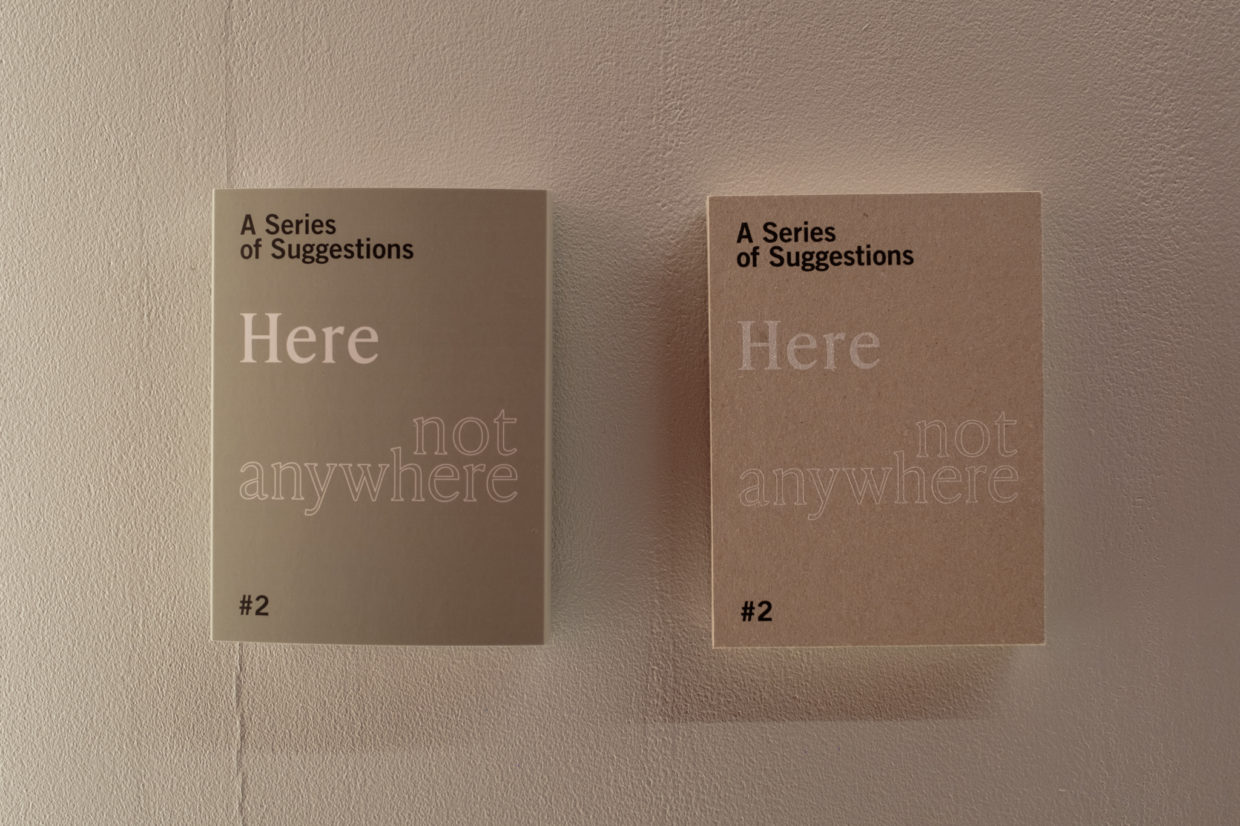 A Series
of Suggestions
Here
not
anywhere
#2
A Series
of Suggestions
Here
not
anywhere
#2